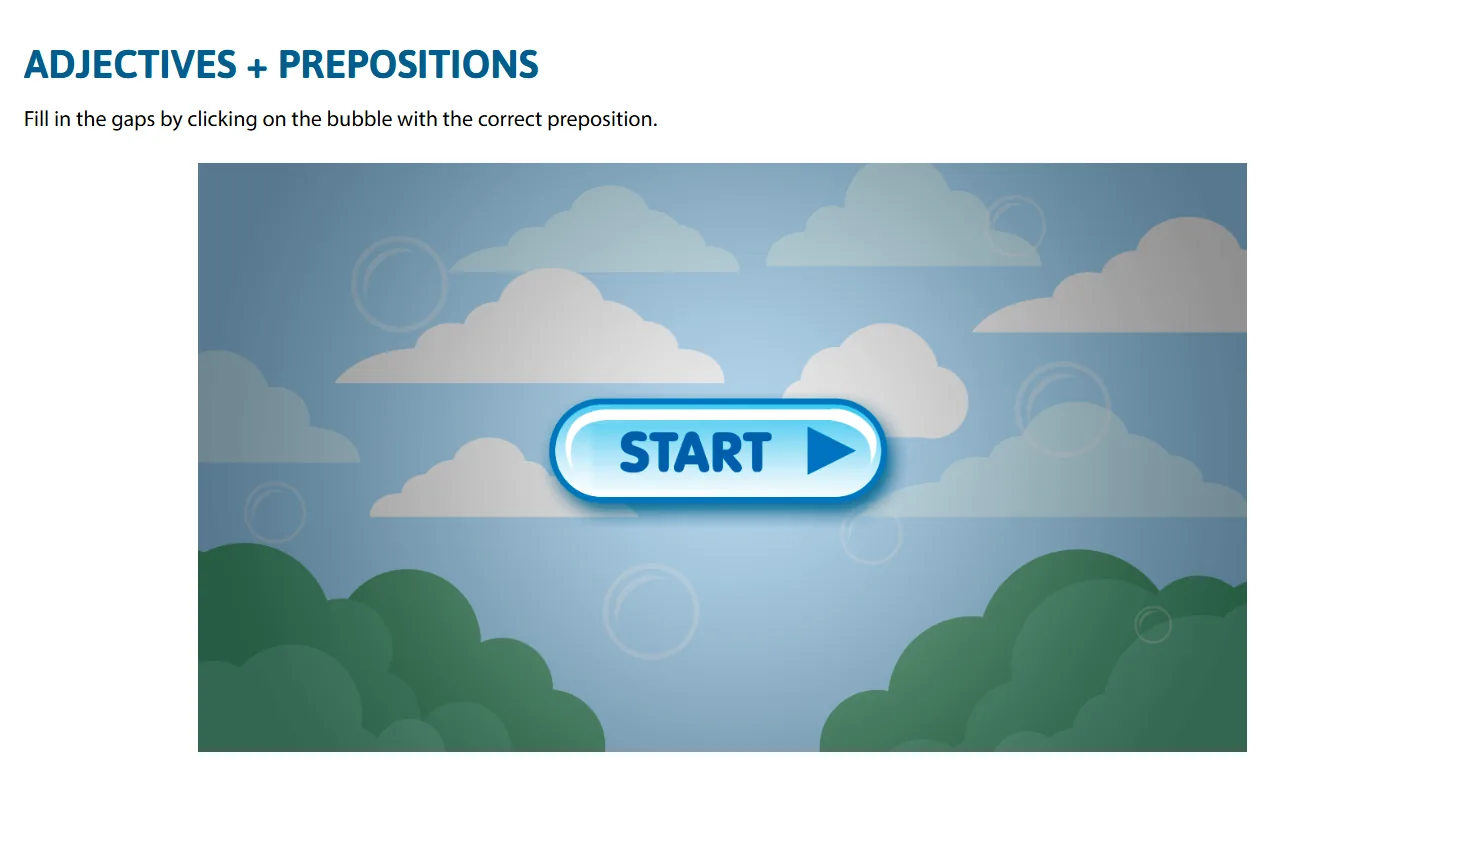 ADJECTIVES + PREPOSITIONS
Fill in the gaps by clicking on the bubble with the correct preposition.
START